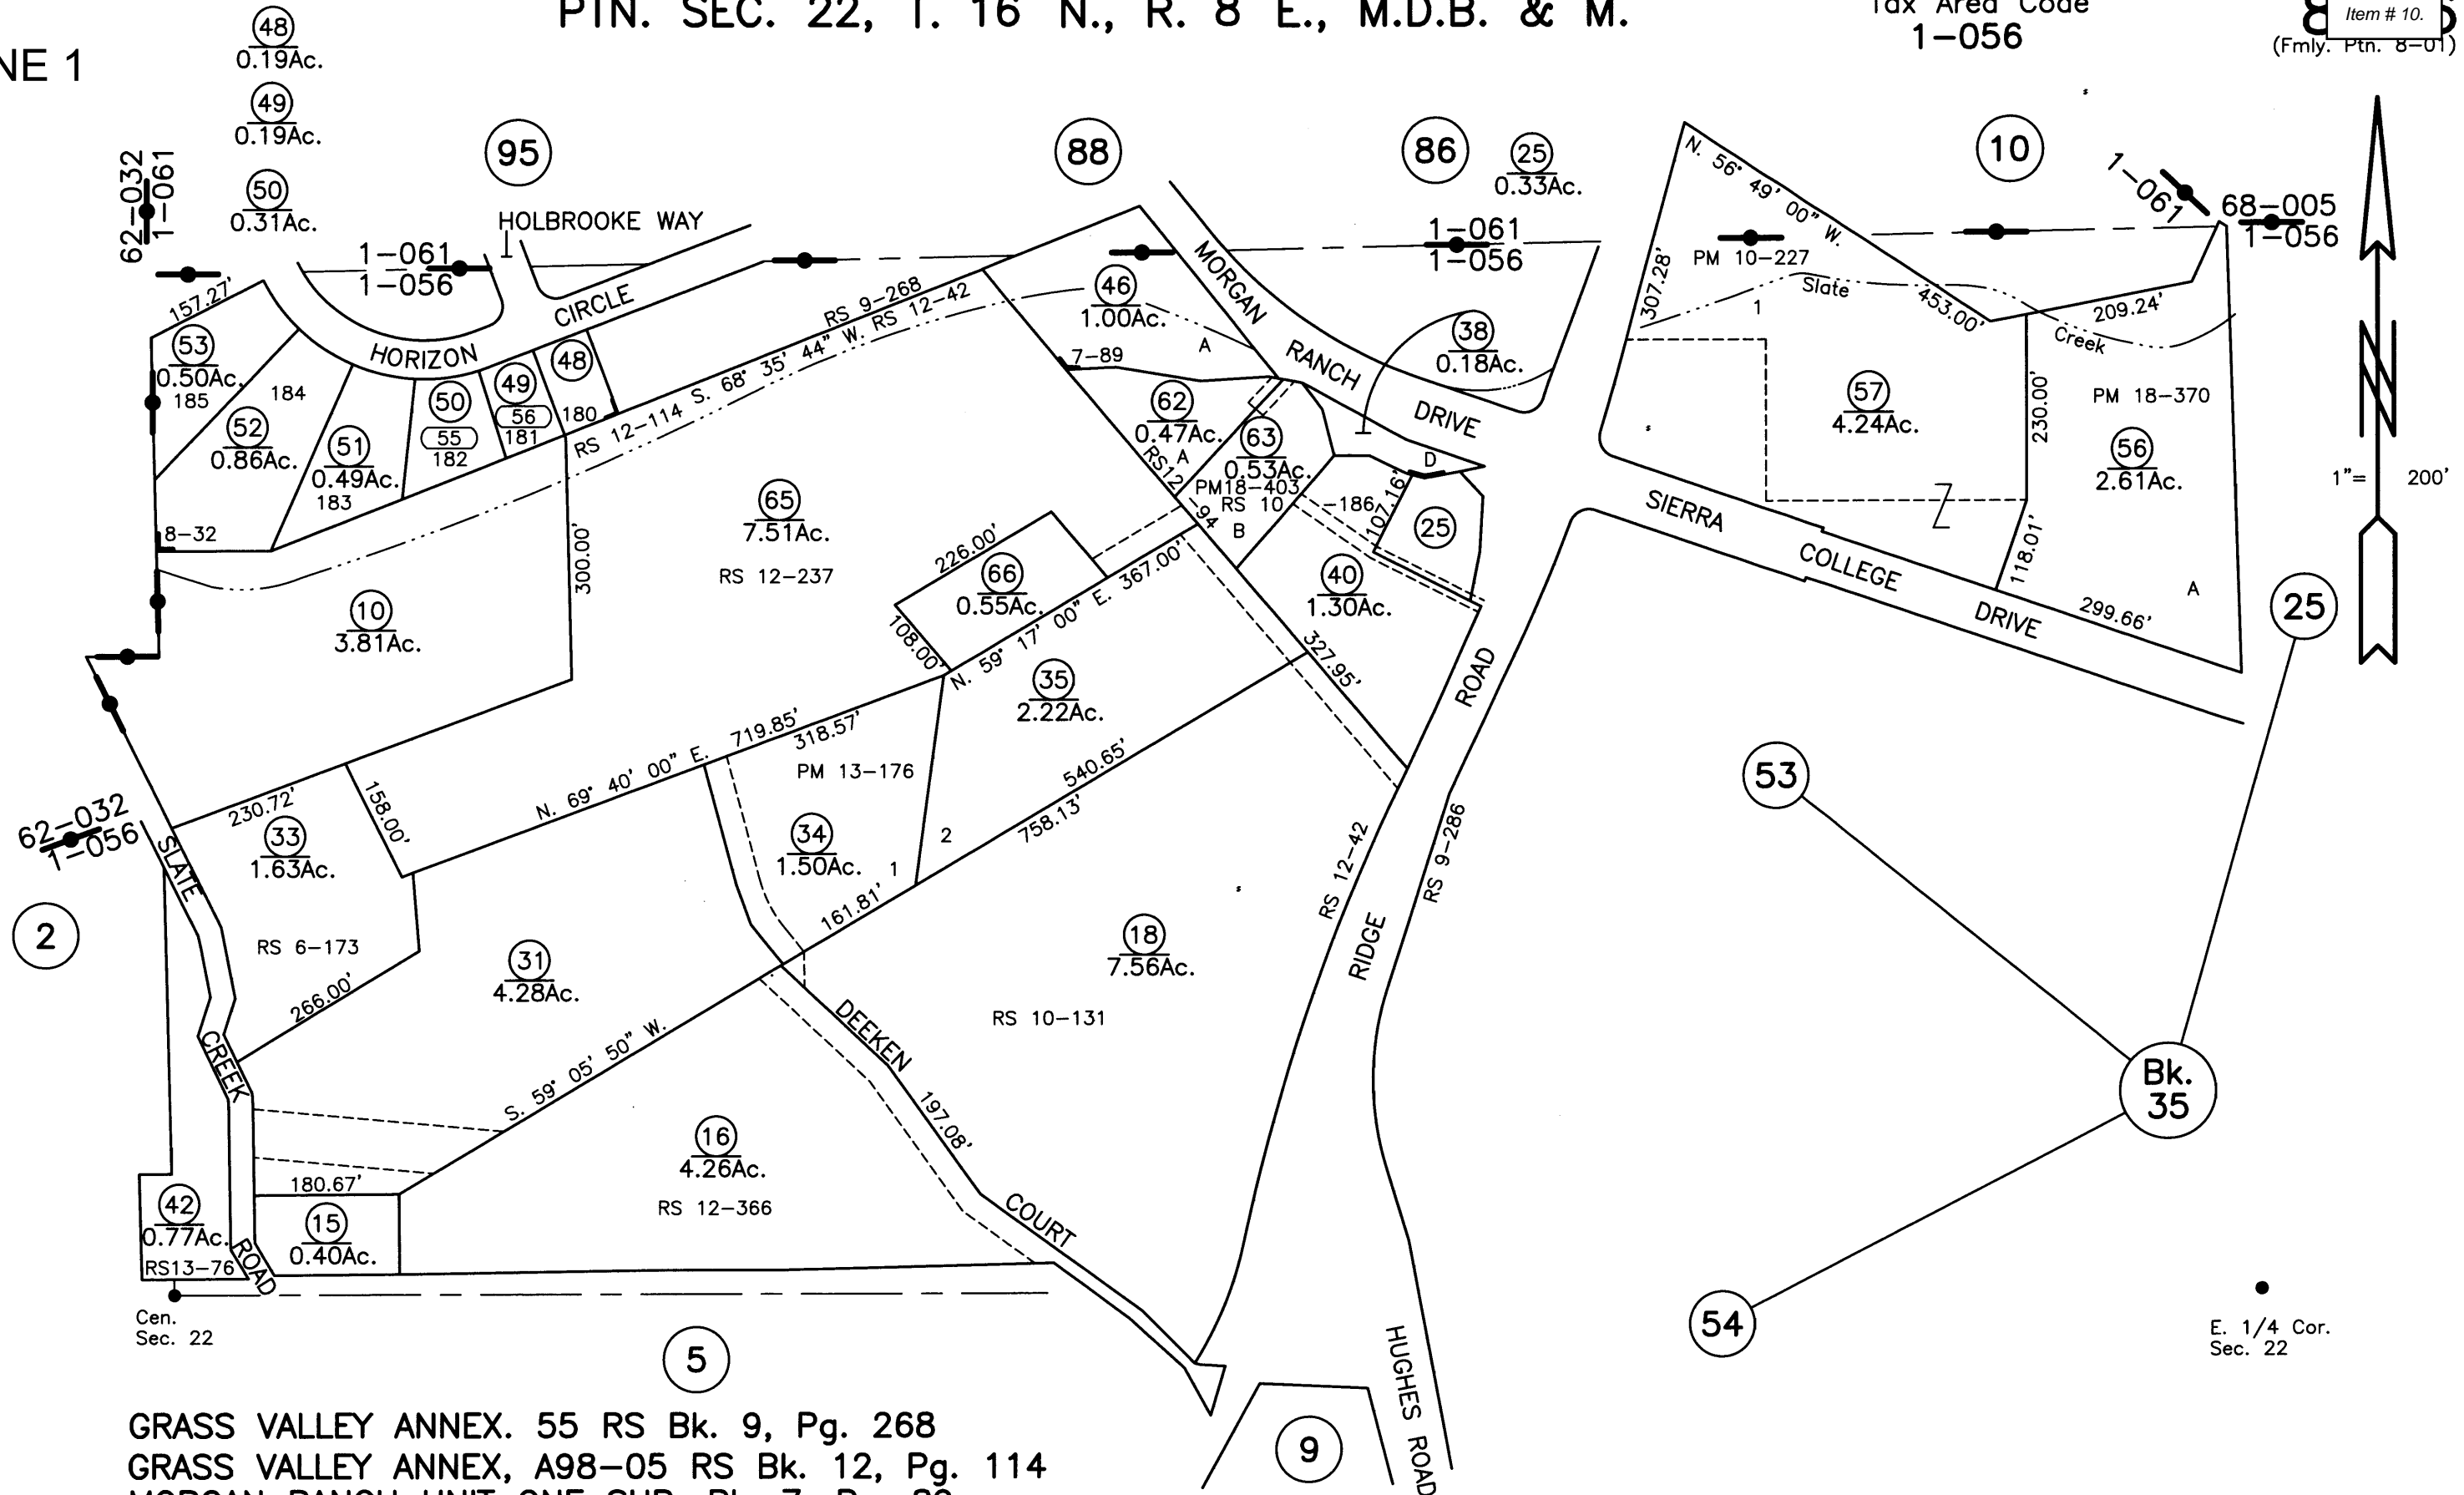 PTN. SEC. 22, T. 16 N., R. 8 E., M.D.B. & M.
Tax Area Code
1-056
Item # 10.
(Fmly. Ptn. 8-01)
NE 1
48
0.19Ac.
49
0.19Ac.
50
0.31Ac.
62-032
1-061
95
88
86
25
0.33Ac.
10
1-061
68-005
1-056
HOLBROOKE WAY
1-061
1-056
1-061
1-056
N. 56° 49' 00" W.
PM 10-227
307.28'
Slate
453.00'
1
Creek
209.24'
157.27'
CIRCLE
HORIZON
RS 9-268
RS 12-42
S. 68° 35' 44" W.
RS 12-114
46
1.00Ac.
A
7-89
MORGAN
RANCH
DRIVE
38
0.18Ac.
53
0.50Ac.
185
184
52
0.86Ac.
51
0.49Ac.
183
50
55
182
49
56
181
48
180
8-32
62
0.47Ac.
A
63
0.53Ac.
PM18-403
RS 10
-186
B
RS12
-94
D
107.16'
25
57
4.24Ac.
230.00'
PM 18-370
56
2.61Ac.
118.01'
A
299.66'
1"= 200'
SIERRA
COLLEGE
DRIVE
25
65
7.51Ac.
RS 12-237
300.00'
226.00'
66
0.55Ac.
108.00'
N. 59° 17' 00" E.
367.00'
40
1.30Ac.
327.95'
10
3.81Ac.
35
2.22Ac.
719.85'
318.57'
N. 69° 40' 00" E.
PM 13-176
540.65'
758.13'
34
1.50Ac.
1
2
161.81'
230.72'
158.00'
33
1.63Ac.
62-032
1-056
2
RS 6-173
266.00'
31
4.28Ac.
SLATE
CREEK
ROAD
18
7.56Ac.
RS 10-131
RS 12-42
RS 9-286
RIDGE
ROAD
53
Bk.
35
54
S. 59° 05' 50" W.
DEEKEN
197.08'
COURT
16
4.26Ac.
RS 12-366
180.67'
15
0.40Ac.
42
0.77Ac.
RS13-76
Cen.
Sec. 22
5
9
HUGHES ROAD
E. 1/4 Cor.
Sec. 22
GRASS VALLEY ANNEX. 55 RS Bk. 9, Pg. 268
GRASS VALLEY ANNEX, A98-05 RS Bk. 12, Pg. 114